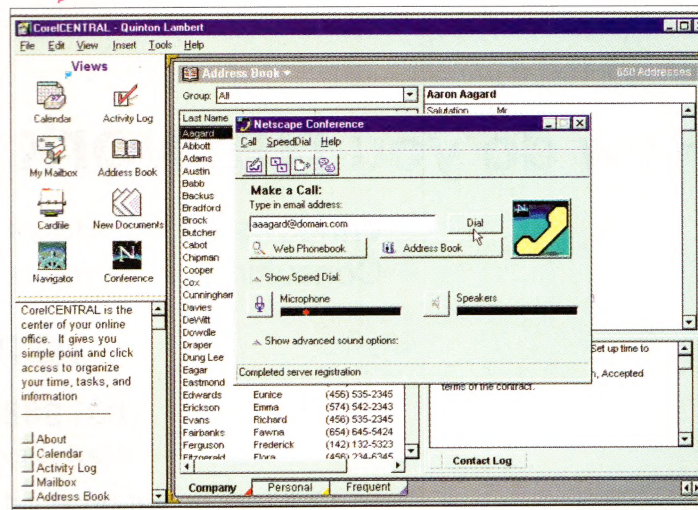 CorelCENTRAL - Quinton Lambert
File Edit View Insert Tools Help
Views
Calendar
Activity Log
My Mailbox
Address Book
Cardfile
New Documents
Navigator
Conference
CorelCENTRAL is the
center of your online
office. It gives you
simple point and click
access to organize
your time, tasks, and
information
About
Calendar
Activity Log
Mailbox
Address Book
Address Book
650 Addresses
Group: All
Last Name
Aagard
Abbott
Adams
Austin
Babb
Backus
Bradford
Brock
Butcher
Cabot
Chipman
Cooper
Cox
Cunningham
Davies
DeWitt
Dowdle
Draper
Dung Lee
Eagar
Eastmond
Edwards Eunice (456) 535-2345
Erickson Emma (574) 542-2343
Evans Richard (456) 535-2345
Fairbanks Fawna (654) 645-5424
Ferguson Frederick (142) 132-5323
Fitzgerald Flora (456) 234-6345
Company Personal Frequent
Aaron Aagard
Salutation Mr.
Netscape Conference
Call SpeedDial Help
Make a Call:
Type in email address:
aaagard@domain.com
Dial
Web Phonebook
Address Book
Show Speed Dial:
Microphone
Speakers
Show advanced sound options:
Completed server registration
Set up time to
Accepted
terms of the contract.
Contact Log